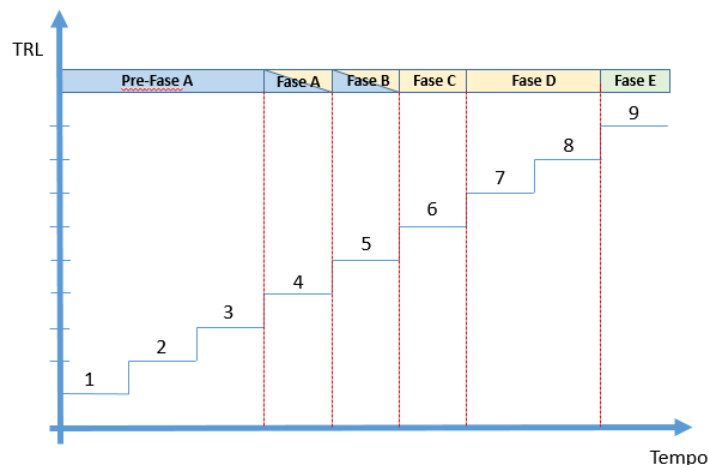 TRL
Pre-Fase A
Fase A
Fase B
Fase C
Fase D
Fase E
9
8
7
6
5
4
3
2
1
Tempo